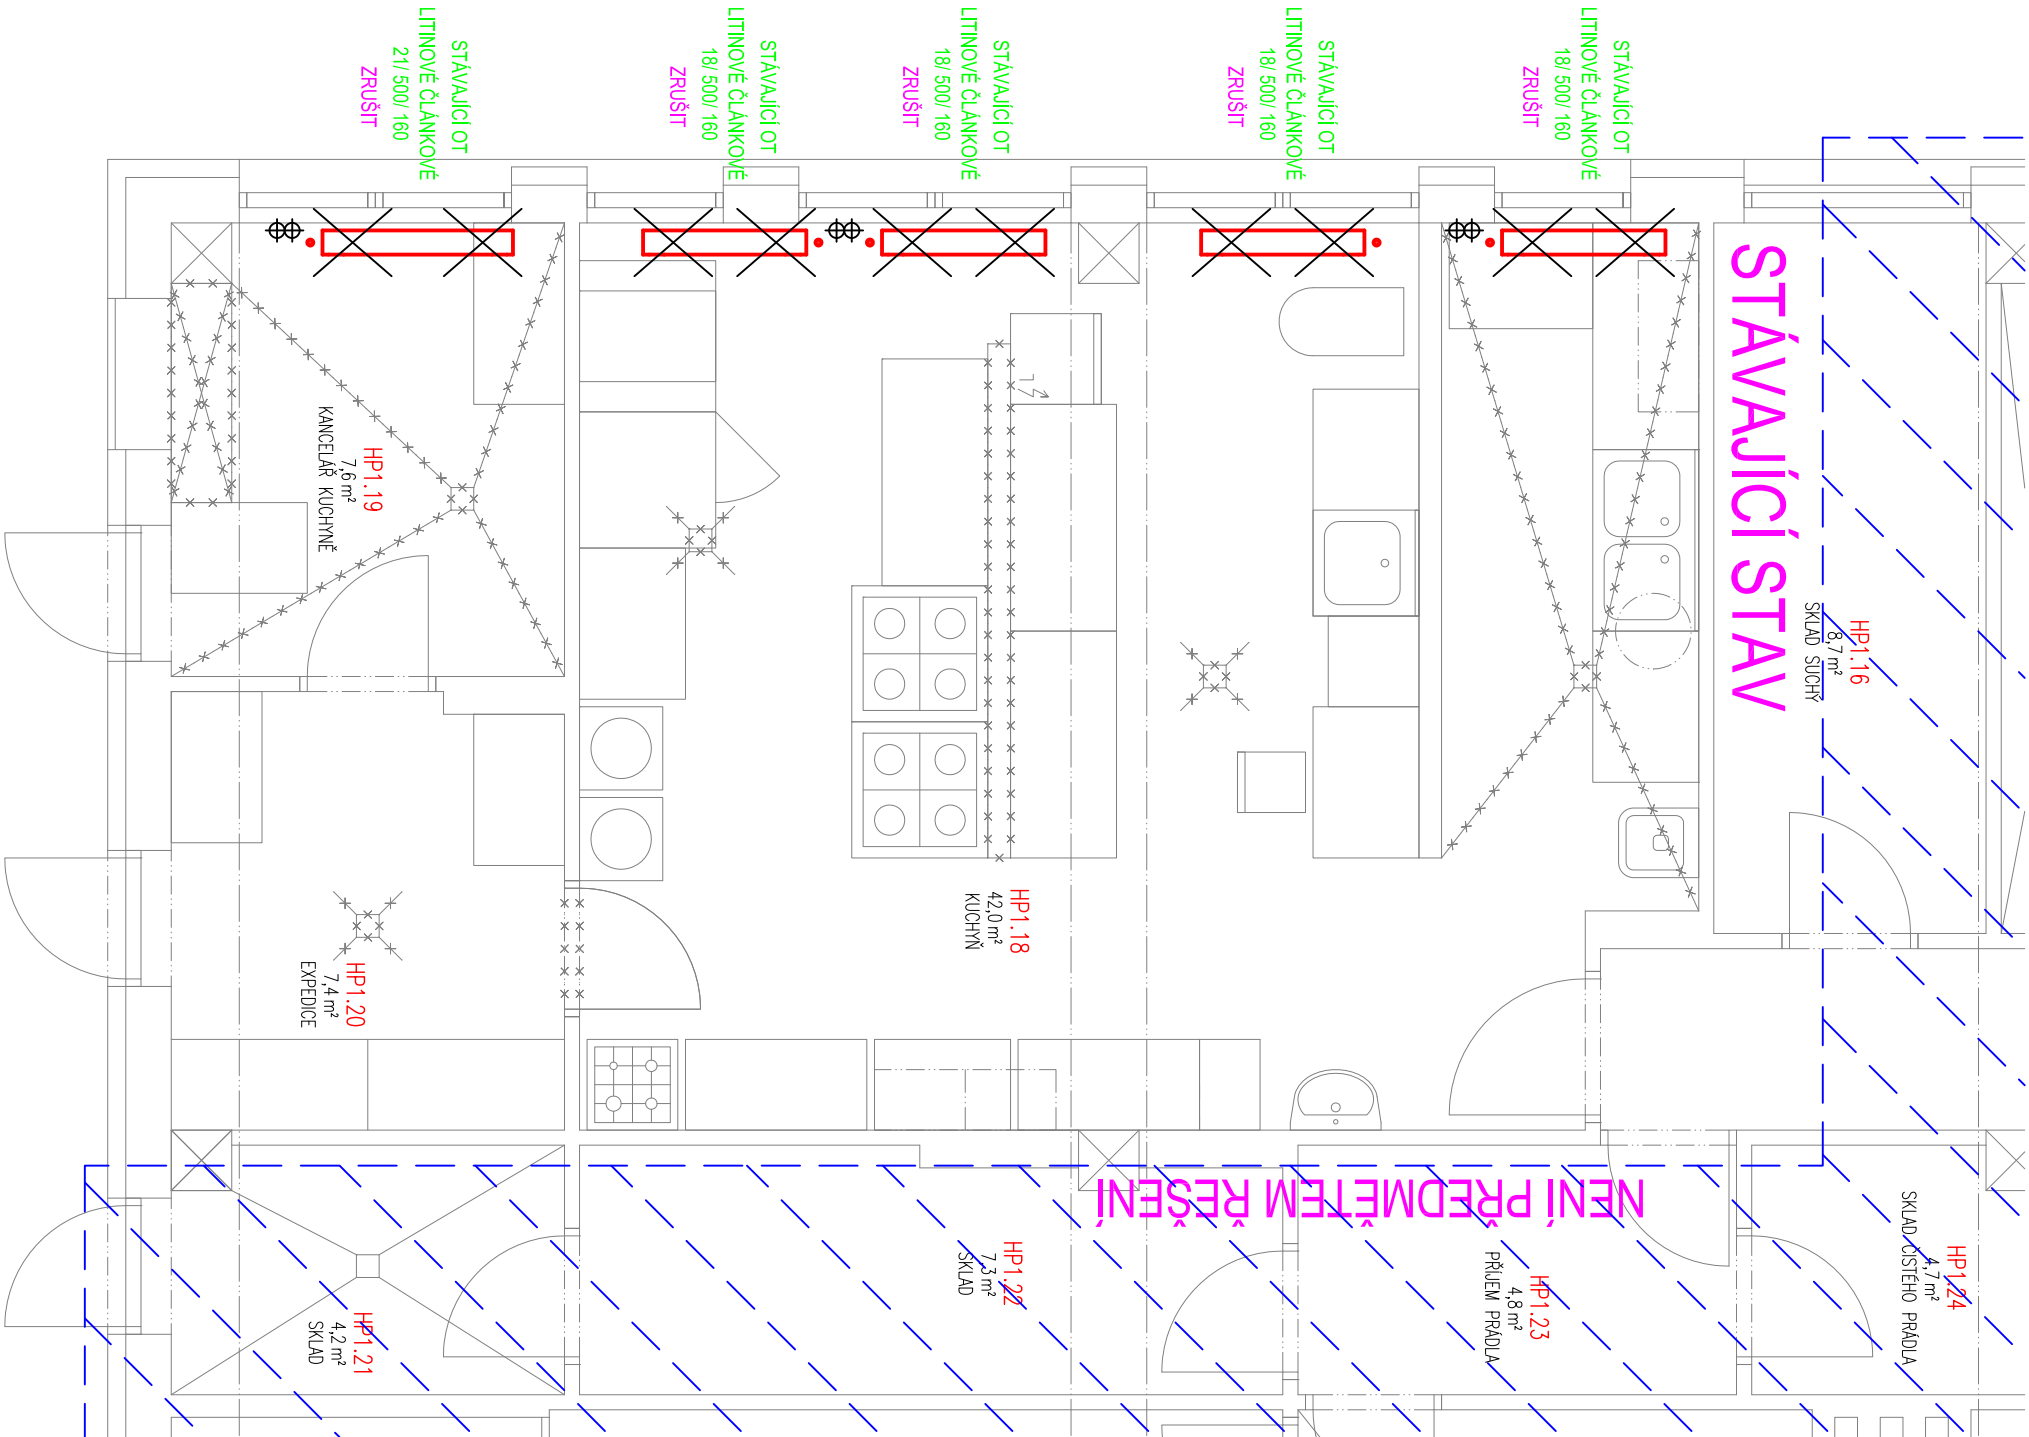 STÁVAJÍCÍ OT
LITINOVÉ ČLÁNKOVÉ
21/ 500/ 160
ZRUŠIT
STÁVAJÍCÍ OT
LITINOVÉ ČLÁNKOVÉ
18/ 500/ 160
ZRUŠIT
STÁVAJÍCÍ OT
LITINOVÉ ČLÁNKOVÉ
18/ 500/ 160
ZRUŠIT
STÁVAJÍCÍ OT
LITINOVÉ ČLÁNKOVÉ
18/ 500/ 160
ZRUŠIT
STÁVAJÍCÍ OT
LITINOVÉ ČLÁNKOVÉ
18/ 500/ 160
ZRUŠIT
STÁVAJÍCÍ STAV
HP1.19
7,6 m²
KANCELÁŘ KUCHYNĚ
HP1.16
8,7 m²
SKLAD SUCHÝ
HP1.18
42,0 m²
KUCHYŇ
HP1.20
7,4 m²
EXPEDICE
NENÍ PŘEDMĚTEM ŘEŠENÍ
HP1.21
4,2 m²
SKLAD
HP1.22
7,3 m²
SKLAD
HP1.23
4,8 m²
PŘÍJEM PRÁDLA
HP1.24
4,7 m²
SKLAD ČISTÉHO PRÁDLA